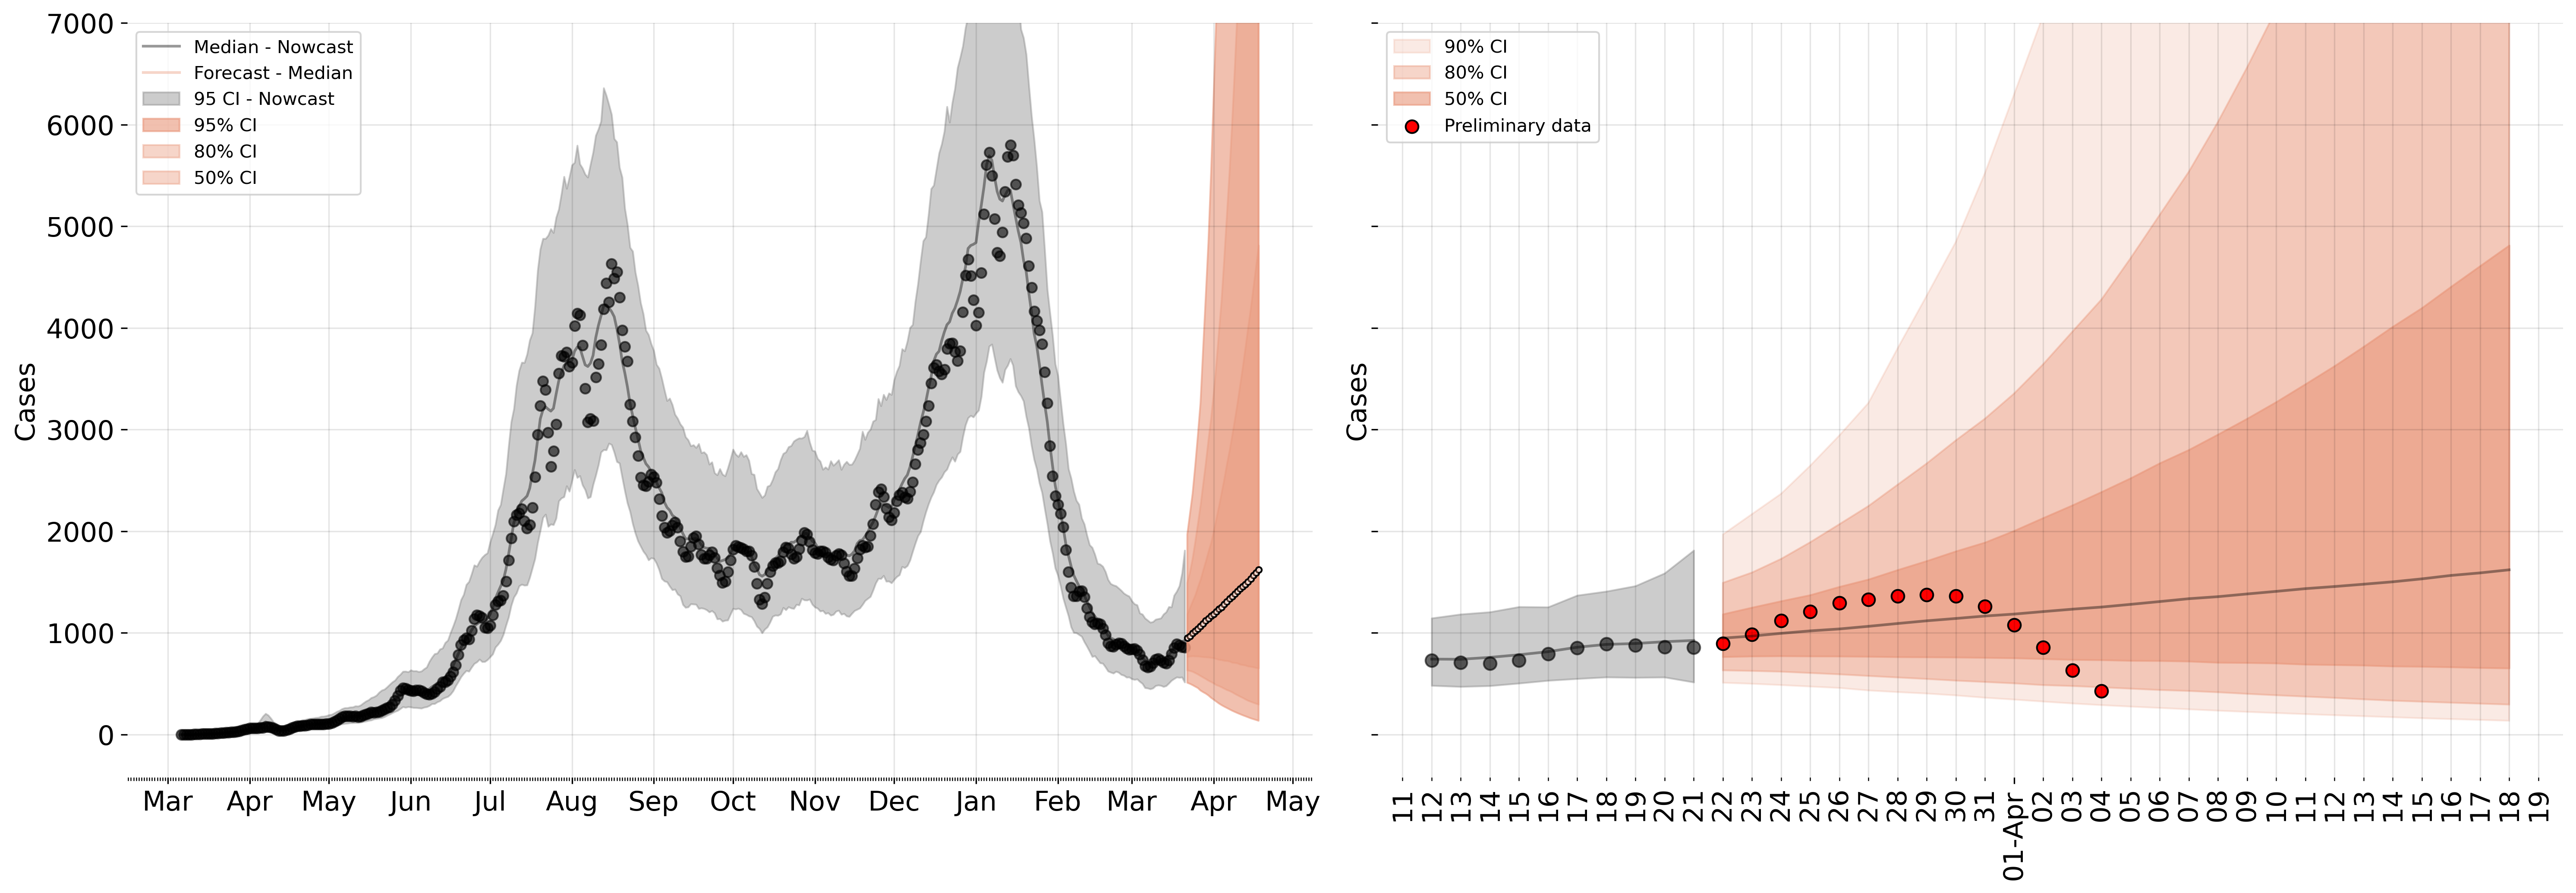 7000
6000
5000
4000
3000
2000
1000
0
Cases
Median - Nowcast
Forecast - Median
95 CI - Nowcast
95% CI
80% CI
50% CI
Mar Apr May Jun Jul Aug Sep Oct Nov Dec Jan Feb Mar Apr May
Cases
90% CI
80% CI
50% CI
Preliminary data
11 12 13 14 15 16 17 18 19 20 21 22 23 24 25 26 27 28 29 30 31 01-Apr 02 03 04 05 06 07 08 09 10 11 12 13 14 15 16 17 18 19